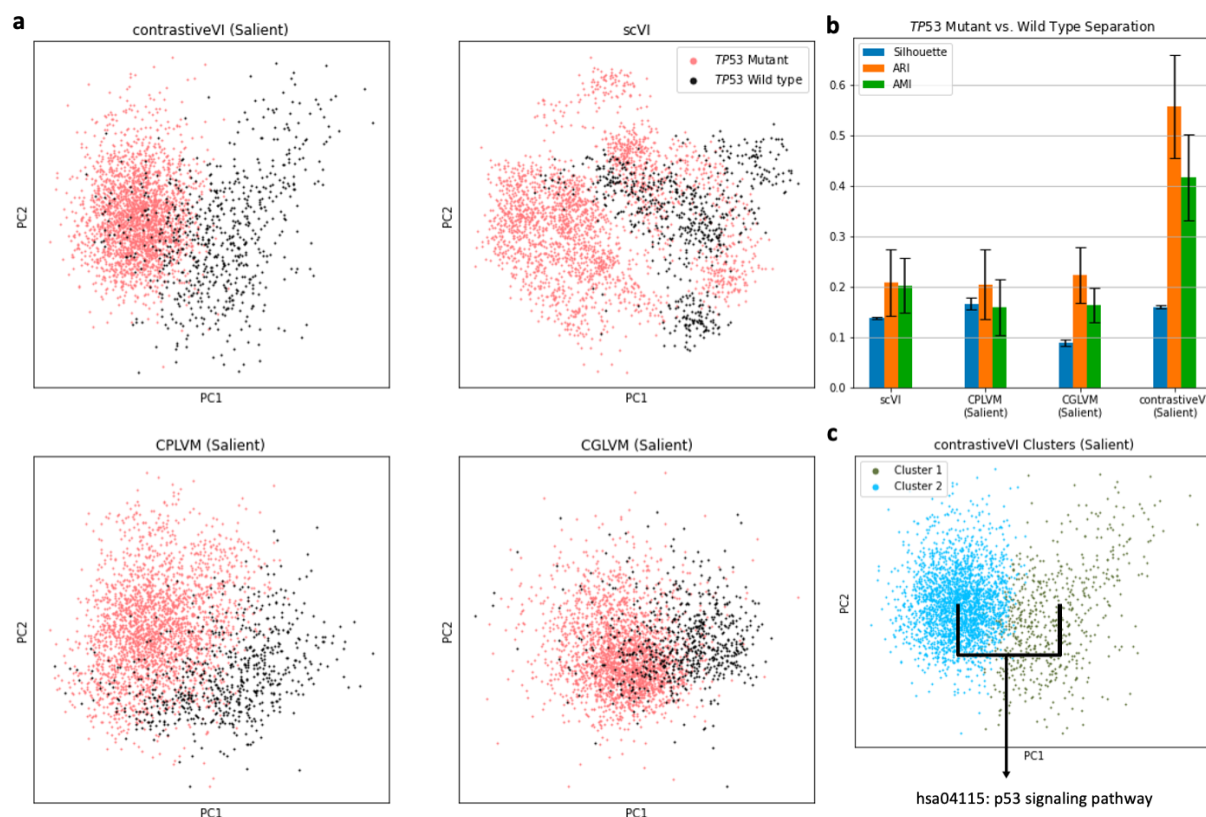 a
contrastiveVI (Salient)
PC2
PC1
scVI
TP53 Mutant
TP53 Wild type
PC2
PC1
CPLVM (Salient)
PC2
PC1
CGLVM (Salient)
PC2
PC1
b
TP53 Mutant vs. Wild Type Separation
Silhouette
ARI
AMI
0.6
0.5
0.4
0.3
0.2
0.1
0.0
scVI
CPLVM
(Salient)
CGLVM
(Salient)
contrastiveVI
(Salient)
c
contrastiveVI Clusters (Salient)
Cluster 1
Cluster 2
PC2
PC1
hsa04115: p53 signaling pathway